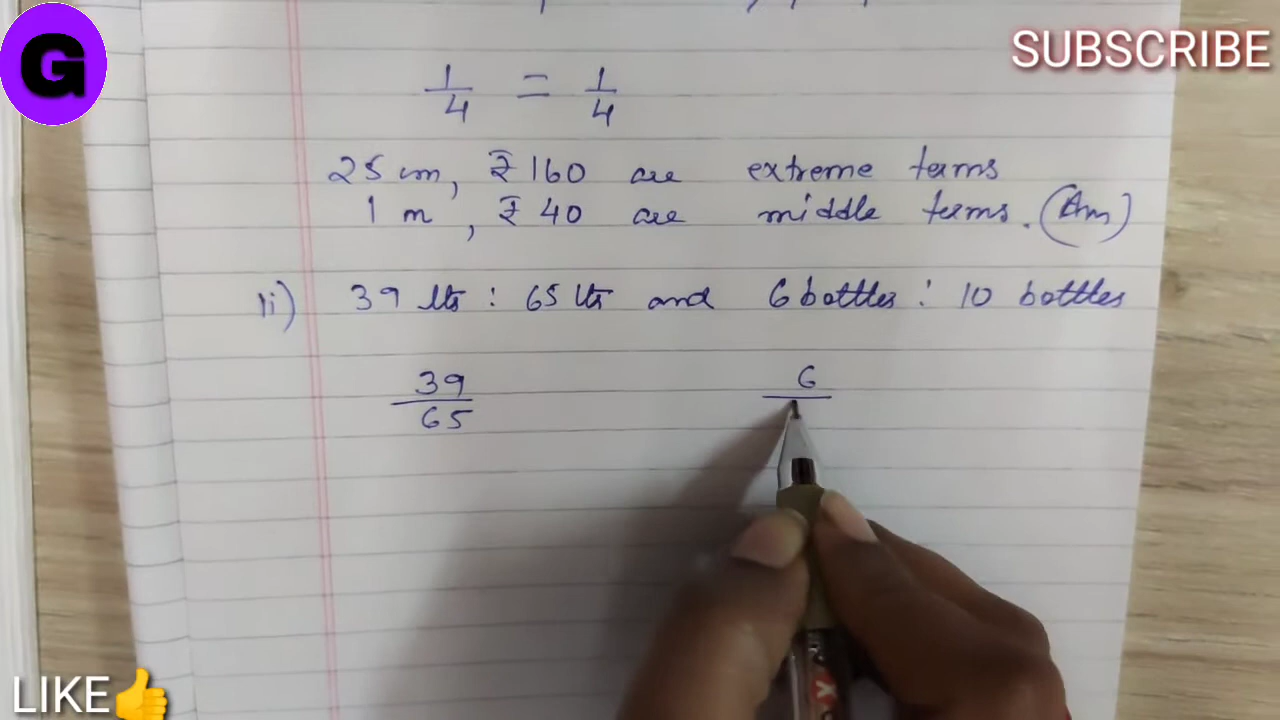 G
SUBSCRIBE
1/4 = 1/4
25 cm, ₹ 160 are extreme terms
1 m, ₹ 40 are middle terms. (Ans)
ii) 39 lts : 65 lts and 6 bottles : 10 bottles
39/65 6
LIKE